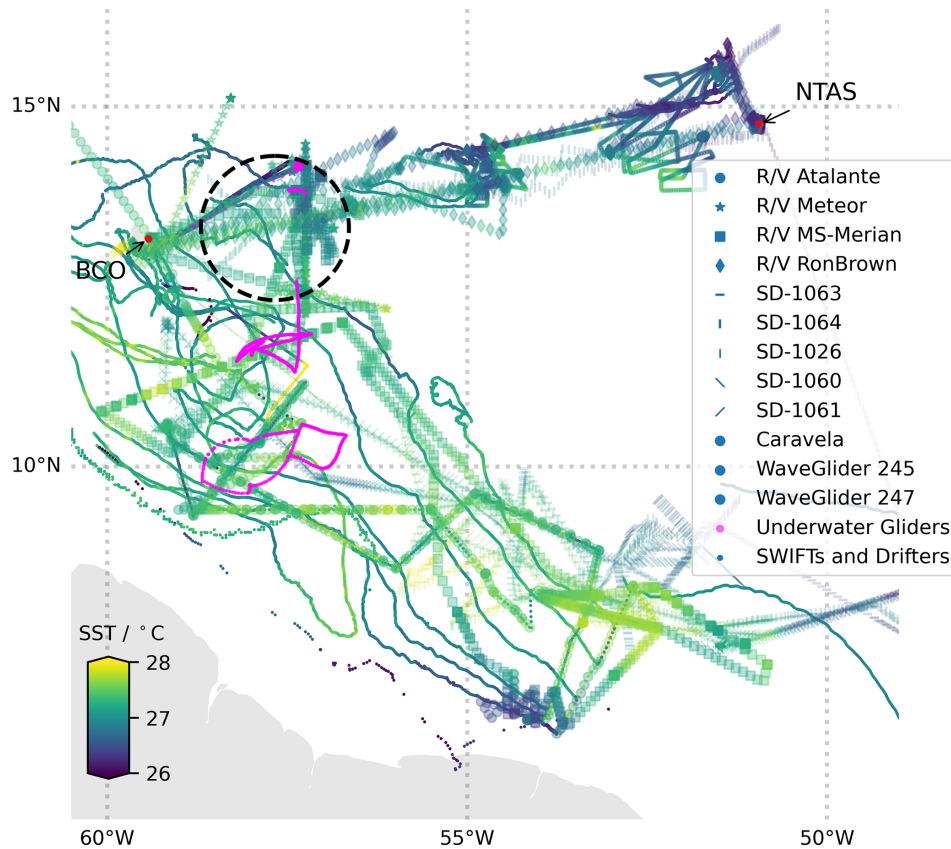 15°N
NTAS
R/V Atalante
R/V Meteor
R/V MS-Merian
R/V RonBrown
BCO
SD-1063
SD-1064
SD-1026
SD-1060
SD-1061
Caravela
10°N
WaveGlider 245
WaveGlider 247
Underwater Gliders
SWIFTs and Drifters
SST / °C
28
27
26
60°W
55°W
50°W